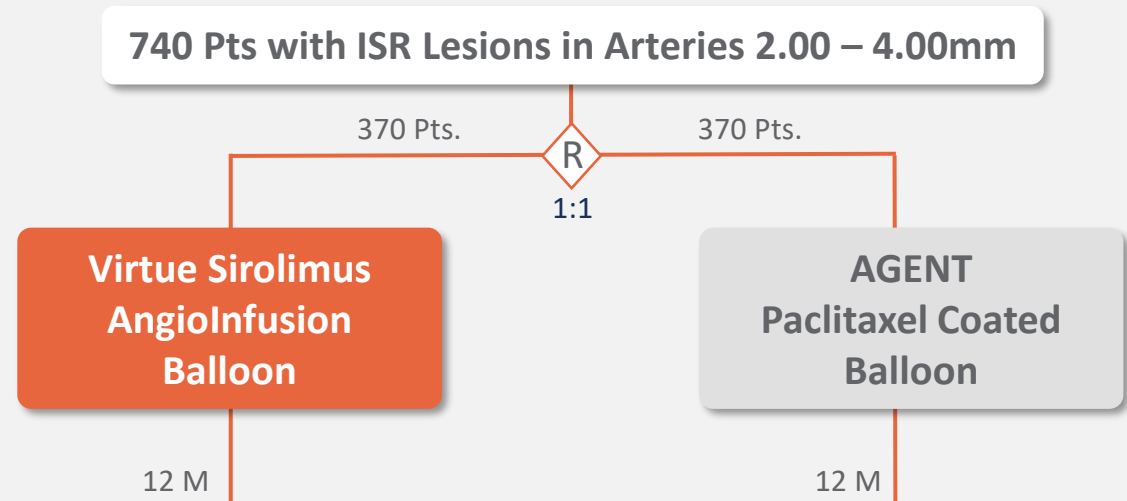 740 Pts with ISR Lesions in Arteries 2.00 – 4.00mm
370 Pts.
370 Pts.
R
1:1
Virtue Sirolimus
AngioInfusion
Balloon
AGENT
Paclitaxel Coated
Balloon
12 M
12 M